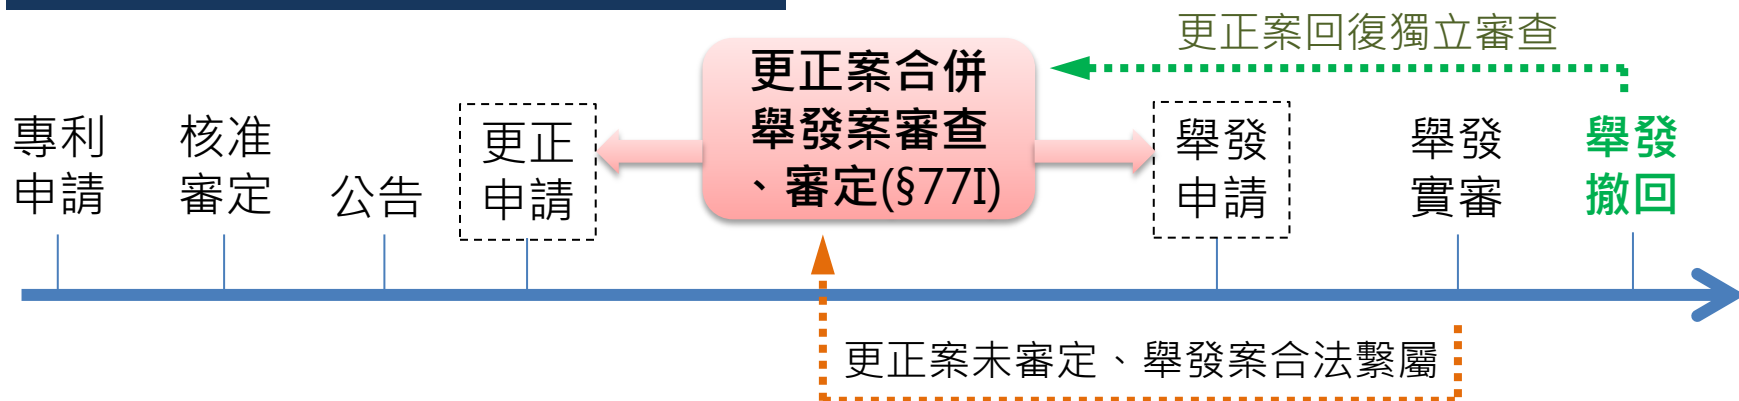 更正案回復獨立審查
更正案合併
舉發案審查
、審定(§77I)
專利
申請
核准
審定
公告
更正
申請
舉發
申請
舉發
實審
舉發
撤回
更正案未審定、舉發案合法繫屬